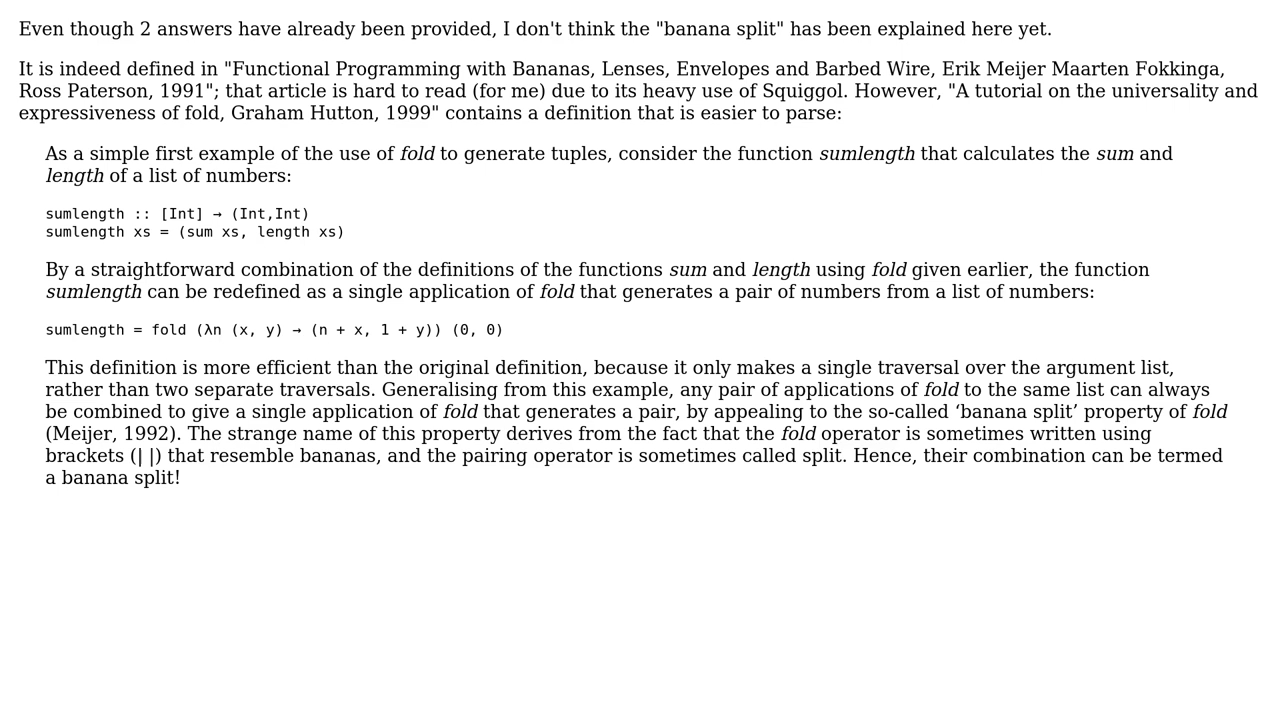 Even though 2 answers have already been provided, I don't think the "banana split" has been explained here yet.
It is indeed defined in "Functional Programming with Bananas, Lenses, Envelopes and Barbed Wire, Erik Meijer Maarten Fokkinga,
Ross Paterson, 1991"; that article is hard to read (for me) due to its heavy use of Squiggol. However, "A tutorial on the universality and
expressiveness of fold, Graham Hutton, 1999" contains a definition that is easier to parse:
As a simple first example of the use of fold to generate tuples, consider the function sumlength that calculates the sum and
length of a list of numbers:
sumlength :: [Int] → (Int,Int)
sumlength xs = (sum xs, length xs)
By a straightforward combination of the definitions of the functions sum and length using fold given earlier, the function
sumlength can be redefined as a single application of fold that generates a pair of numbers from a list of numbers:
sumlength = fold (λn (x, y) → (n + x, 1 + y)) (0, 0)
This definition is more efficient than the original definition, because it only makes a single traversal over the argument list,
rather than two separate traversals. Generalising from this example, any pair of applications of fold to the same list can always
be combined to give a single application of fold that generates a pair, by appealing to the so-called ‘banana split’ property of fold
(Meijer, 1992). The strange name of this property derives from the fact that the fold operator is sometimes written using
brackets (| |) that resemble bananas, and the pairing operator is sometimes called split. Hence, their combination can be termed
a banana split!